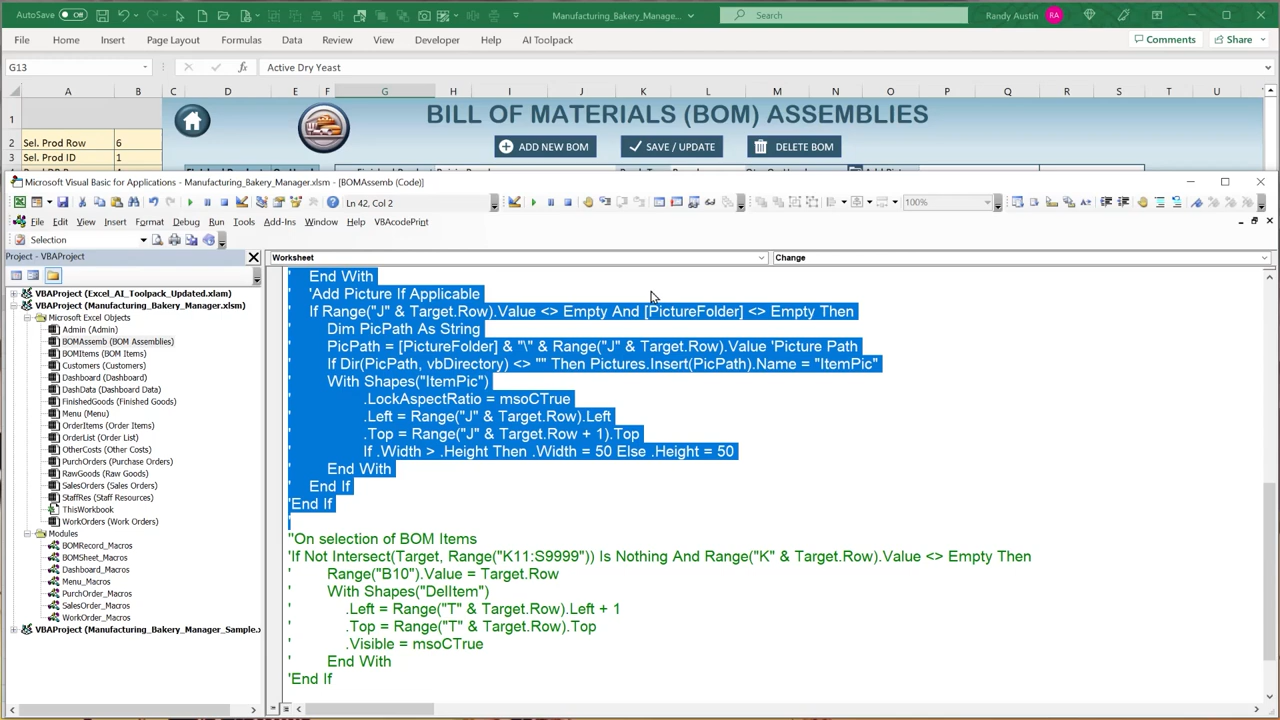 AutoSave Off Manufacturing_Bakery_Manage... Search Randy Austin RA
File Home Insert Page Layout Formulas Data Review View Developer Help AI Toolpack Comments Share
G13 fx Active Dry Yeast
A B C D E F G H I J K L M N O P Q R S T U
1 BILL OF MATERIALS (BOM) ASSEMBLIES
2 Sel. Prod Row 6 ADD NEW BOM SAVE / UPDATE DELETE BOM
3 Sel. Prod ID 1
Microsoft Visual Basic for Applications - Manufacturing_Bakery_Manager.xlsm - [BOMAssemb (Code)]
Ln 42, Col 2 100%
File Edit View Insert Format Debug Run Tools Add-Ins Window Help VBAcodePrint
Selection
Project - VBAProject
Worksheet Change
VBAProject (Excel_AI_Toolpack_Updated.xlam)
VBAProject (Manufacturing_Bakery_Manager.xlsm)
Microsoft Excel Objects
Admin (Admin)
BOMAssemb (BOM Assemblies)
BOMItems (BOM Items)
Customers (Customers)
Dashboard (Dashboard)
DashData (Dashboard Data)
FinishedGoods (Finished Goods)
Menu (Menu)
OrderItems (Order Items)
OrderList (Order List)
OtherCosts (Other Costs)
PurchOrders (Purchase Orders)
RawGoods (Raw Goods)
SalesOrders (Sales Orders)
StaffRes (Staff Resources)
ThisWorkbook
WorkOrders (Work Orders)
Modules
BOMRecord_Macros
BOMSheet_Macros
Dashboard_Macros
Menu_Macros
PurchOrder_Macros
SalesOrder_Macros
WorkOrder_Macros
VBAProject (Manufacturing_Bakery_Manager_Sample.
' End With
' 'Add Picture If Applicable
' If Range("J" & Target.Row).Value <> Empty And [PictureFolder] <> Empty Then
' Dim PicPath As String
' PicPath = [PictureFolder] & "\" & Range("J" & Target.Row).Value 'Picture Path
' If Dir(PicPath, vbDirectory) <> "" Then Pictures.Insert(PicPath).Name = "ItemPic"
' With Shapes("ItemPic")
' .LockAspectRatio = msoCTrue
' .Left = Range("J" & Target.Row).Left
' .Top = Range("J" & Target.Row + 1).Top
' If .Width > .Height Then .Width = 50 Else .Height = 50
' End With
' End If
'End If
'
''On selection of BOM Items
'If Not Intersect(Target, Range("K11:S9999")) Is Nothing And Range("K" & Target.Row).Value <> Empty Then
' Range("B10").Value = Target.Row
' With Shapes("DelItem")
' .Left = Range("T" & Target.Row).Left + 1
' .Top = Range("T" & Target.Row).Top
' .Visible = msoCTrue
' End With
'End If